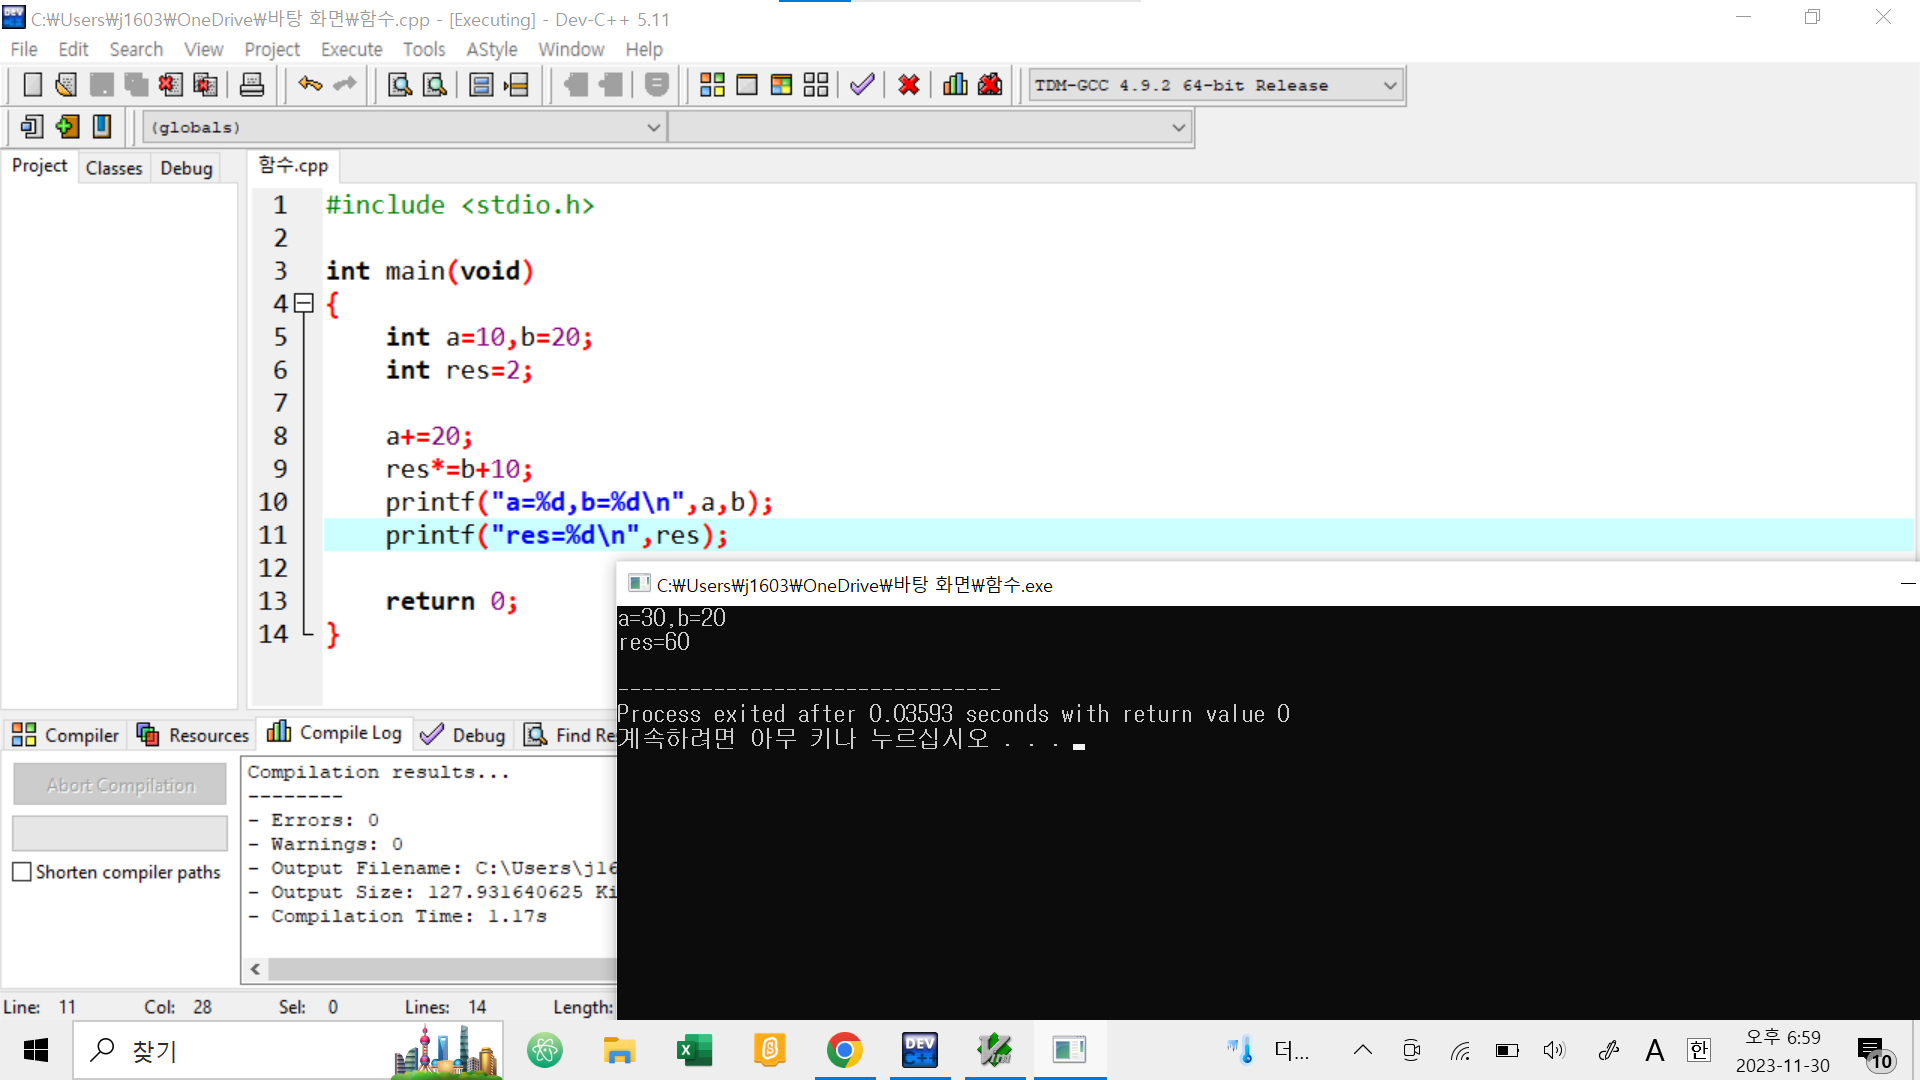 C:₩Users₩j1603₩OneDrive₩바탕 화면₩함수.cpp - [Executing] - Dev-C++ 5.11
File Edit Search View Project Execute Tools AStyle Window Help
TDM-GCC 4.9.2 64-bit Release
(globals)
Project Classes Debug
함수.cpp
1 #include <stdio.h>
2
3 int main(void)
4 {
5 int a=10,b=20;
6 int res=2;
7
8 a+=20;
9 res*=b+10;
10 printf("a=%d,b=%d\n",a,b);
11 printf("res=%d\n",res);
12
13 return 0;
14 }
C:₩Users₩j1603₩OneDrive₩바탕 화면₩함수.exe
a=30,b=20
res=60
--------------------------------
Process exited after 0.03593 seconds with return value 0
계속하려면 아무 키나 누르십시오 . . .
Compiler Resources Compile Log Debug Find Re
Abort Compilation
Shorten compiler paths
Compilation results...
--------
- Errors: 0
- Warnings: 0
- Output Filename: C:\Users\j16
- Output Size: 127.931640625 Ki
- Compilation Time: 1.17s
Line: 11 Col: 28 Sel: 0 Lines: 14 Length:
찾기
DEV C++
더...
A
한
오후 6:59
2023-11-30
10